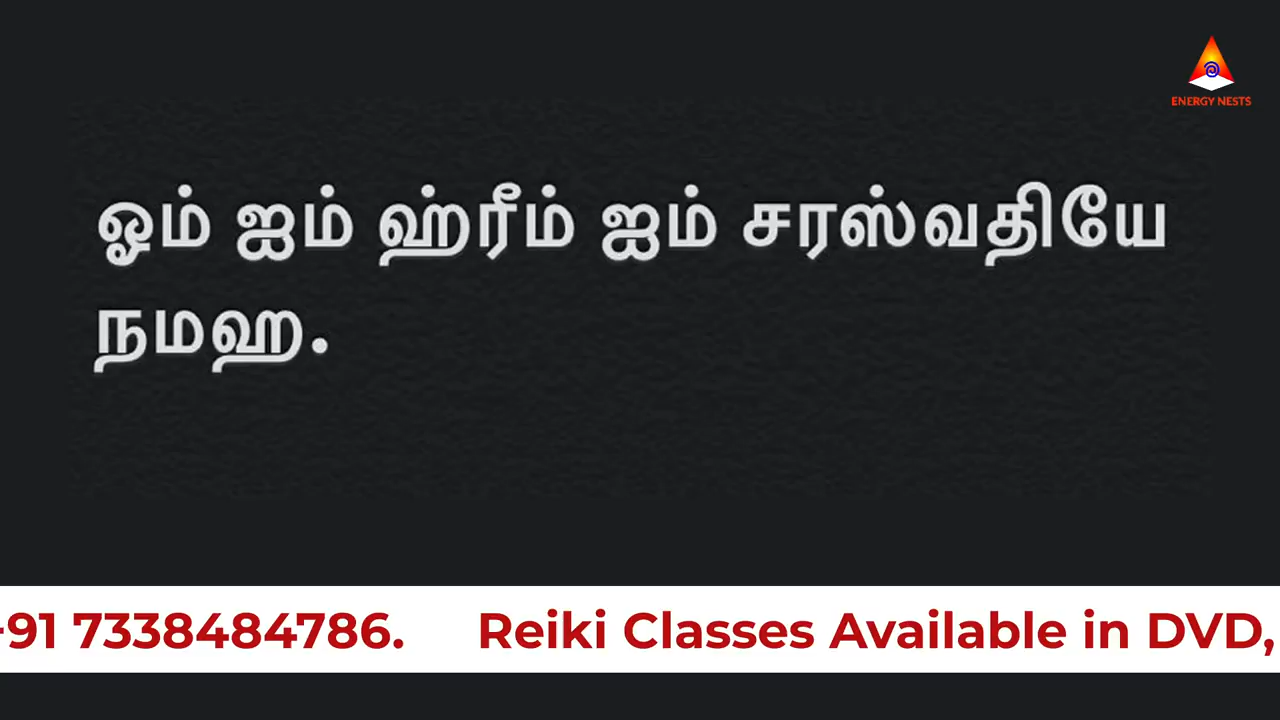 ENERGY NESTS
ஓம் ஐம் ஹ்ரீம் ஐம் சரஸ்வதியே
நமஹ.
+91 7338484786. Reiki Classes Available in DVD,